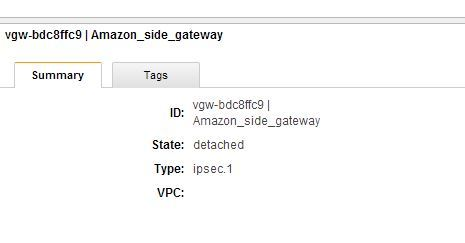 vgw-bdc8ffc9 | Amazon_side_gateway
Summary Tags
ID: vgw-bdc8ffc9 |
Amazon_side_gateway
State: detached
Type: ipsec.1
VPC: